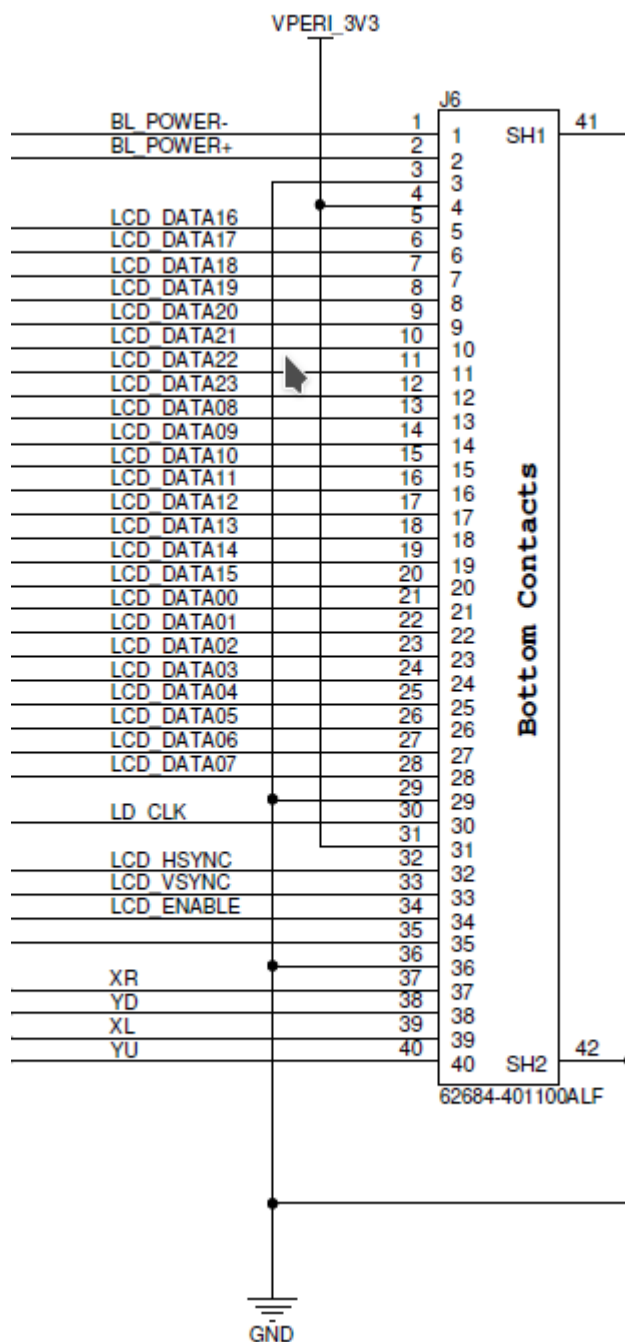 VPERI_3V3
J6
BL_POWER- 1 1 SH1 41
BL_POWER+ 2 2
3 3
4 4
LCD_DATA16 5 5
LCD_DATA17 6 6
LCD_DATA18 7 7
LCD_DATA19 8 8
LCD_DATA20 9 9
LCD_DATA21 10 10
LCD_DATA22 11 11
LCD_DATA23 12 12
LCD_DATA08 13 13
LCD_DATA09 14 14
LCD_DATA10 15 15
LCD_DATA11 16 16
LCD_DATA12 17 17
LCD_DATA13 18 18
LCD_DATA14 19 19
LCD_DATA15 20 20
LCD_DATA00 21 21
LCD_DATA01 22 22
LCD_DATA02 23 23
LCD_DATA03 24 24
LCD_DATA04 25 25
LCD_DATA05 26 26
LCD_DATA06 27 27
LCD_DATA07 28 28
29 29
LD_CLK 30 30
31 31
LCD_HSYNC 32 32
LCD_VSYNC 33 33
LCD_ENABLE 34 34
35 35
36 36
XR 37 37
YD 38 38
XL 39 39
YU 40 40 SH2 42
Bottom Contacts
62684-401100ALF
GND